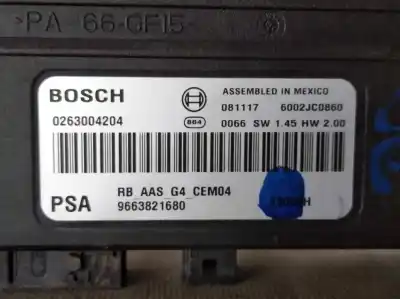 >PA 66-GF15<
BOSCH
ASSEMBLED IN MEXICO
081117 6002JC0860
0263004204
864
0066 SW 1.45 HW 2.00
RB_AAS_G4_CEM04
PSA
9663821680